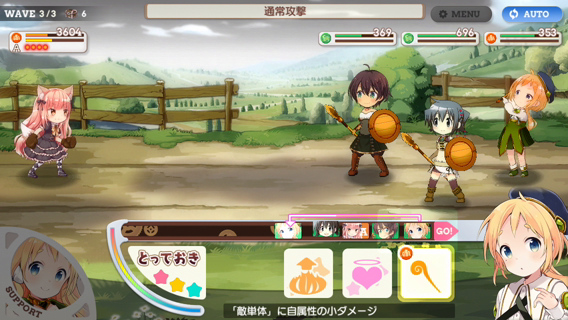 WAVE 3/3 6
通常攻撃
MENU
AUTO
3604
A
369
696
353
GO!
とっておき
SUPPORT
「敵単体」に自属性の小ダメージ